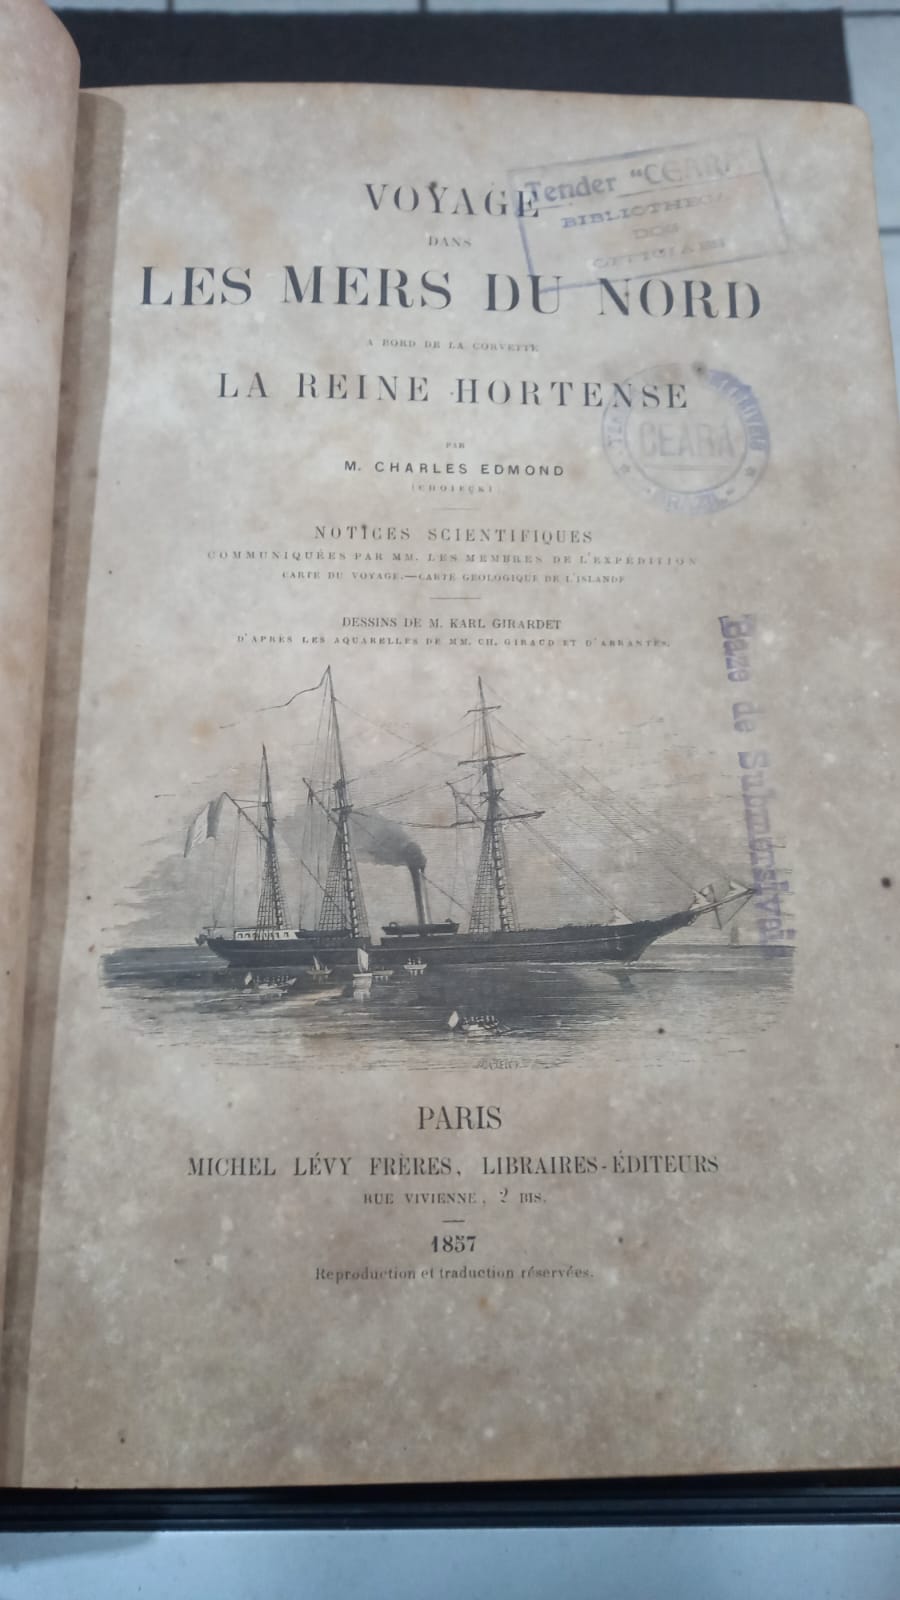 VOYAGE
DANS
LES MERS DU NORD
A BORD DE LA CORVETTE
LA REINE HORTENSE
PAR
M. CHARLES EDMOND
(CHOIEÇKI)
NOTICES SCIENTIFIQUES
COMMUNIQUÉES PAR MM. LES MEMBRES DE L'EXPÉDITION
CARTE DU VOYAGE.—CARTE GÉOLOGIQUE DE L'ISLANDE
DESSINS DE M. KARL GIRARDET
D'APRÈS LES AQUARELLES DE MM. CH. GIRAUD ET D'ABRANTÈS.
Tender "CEARÁ"
BIBLIOTHECA
DOS
OFFICIAES
CEARÁ
BRAZIL
Baze de Submersiveis
PARIS
MICHEL LÉVY FRÈRES, LIBRAIRES-ÉDITEURS
RUE VIVIENNE, 2 BIS.
1857
Reproduction et traduction réservées.